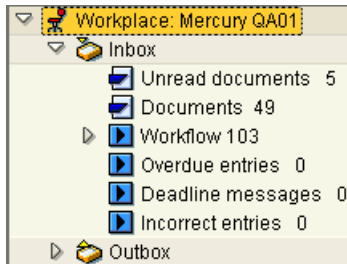 Workplace: Mercury QA01
Inbox
Unread documents 5
Documents 49
Workflow 103
Overdue entries 0
Deadline messages 0
Incorrect entries 0
Outbox